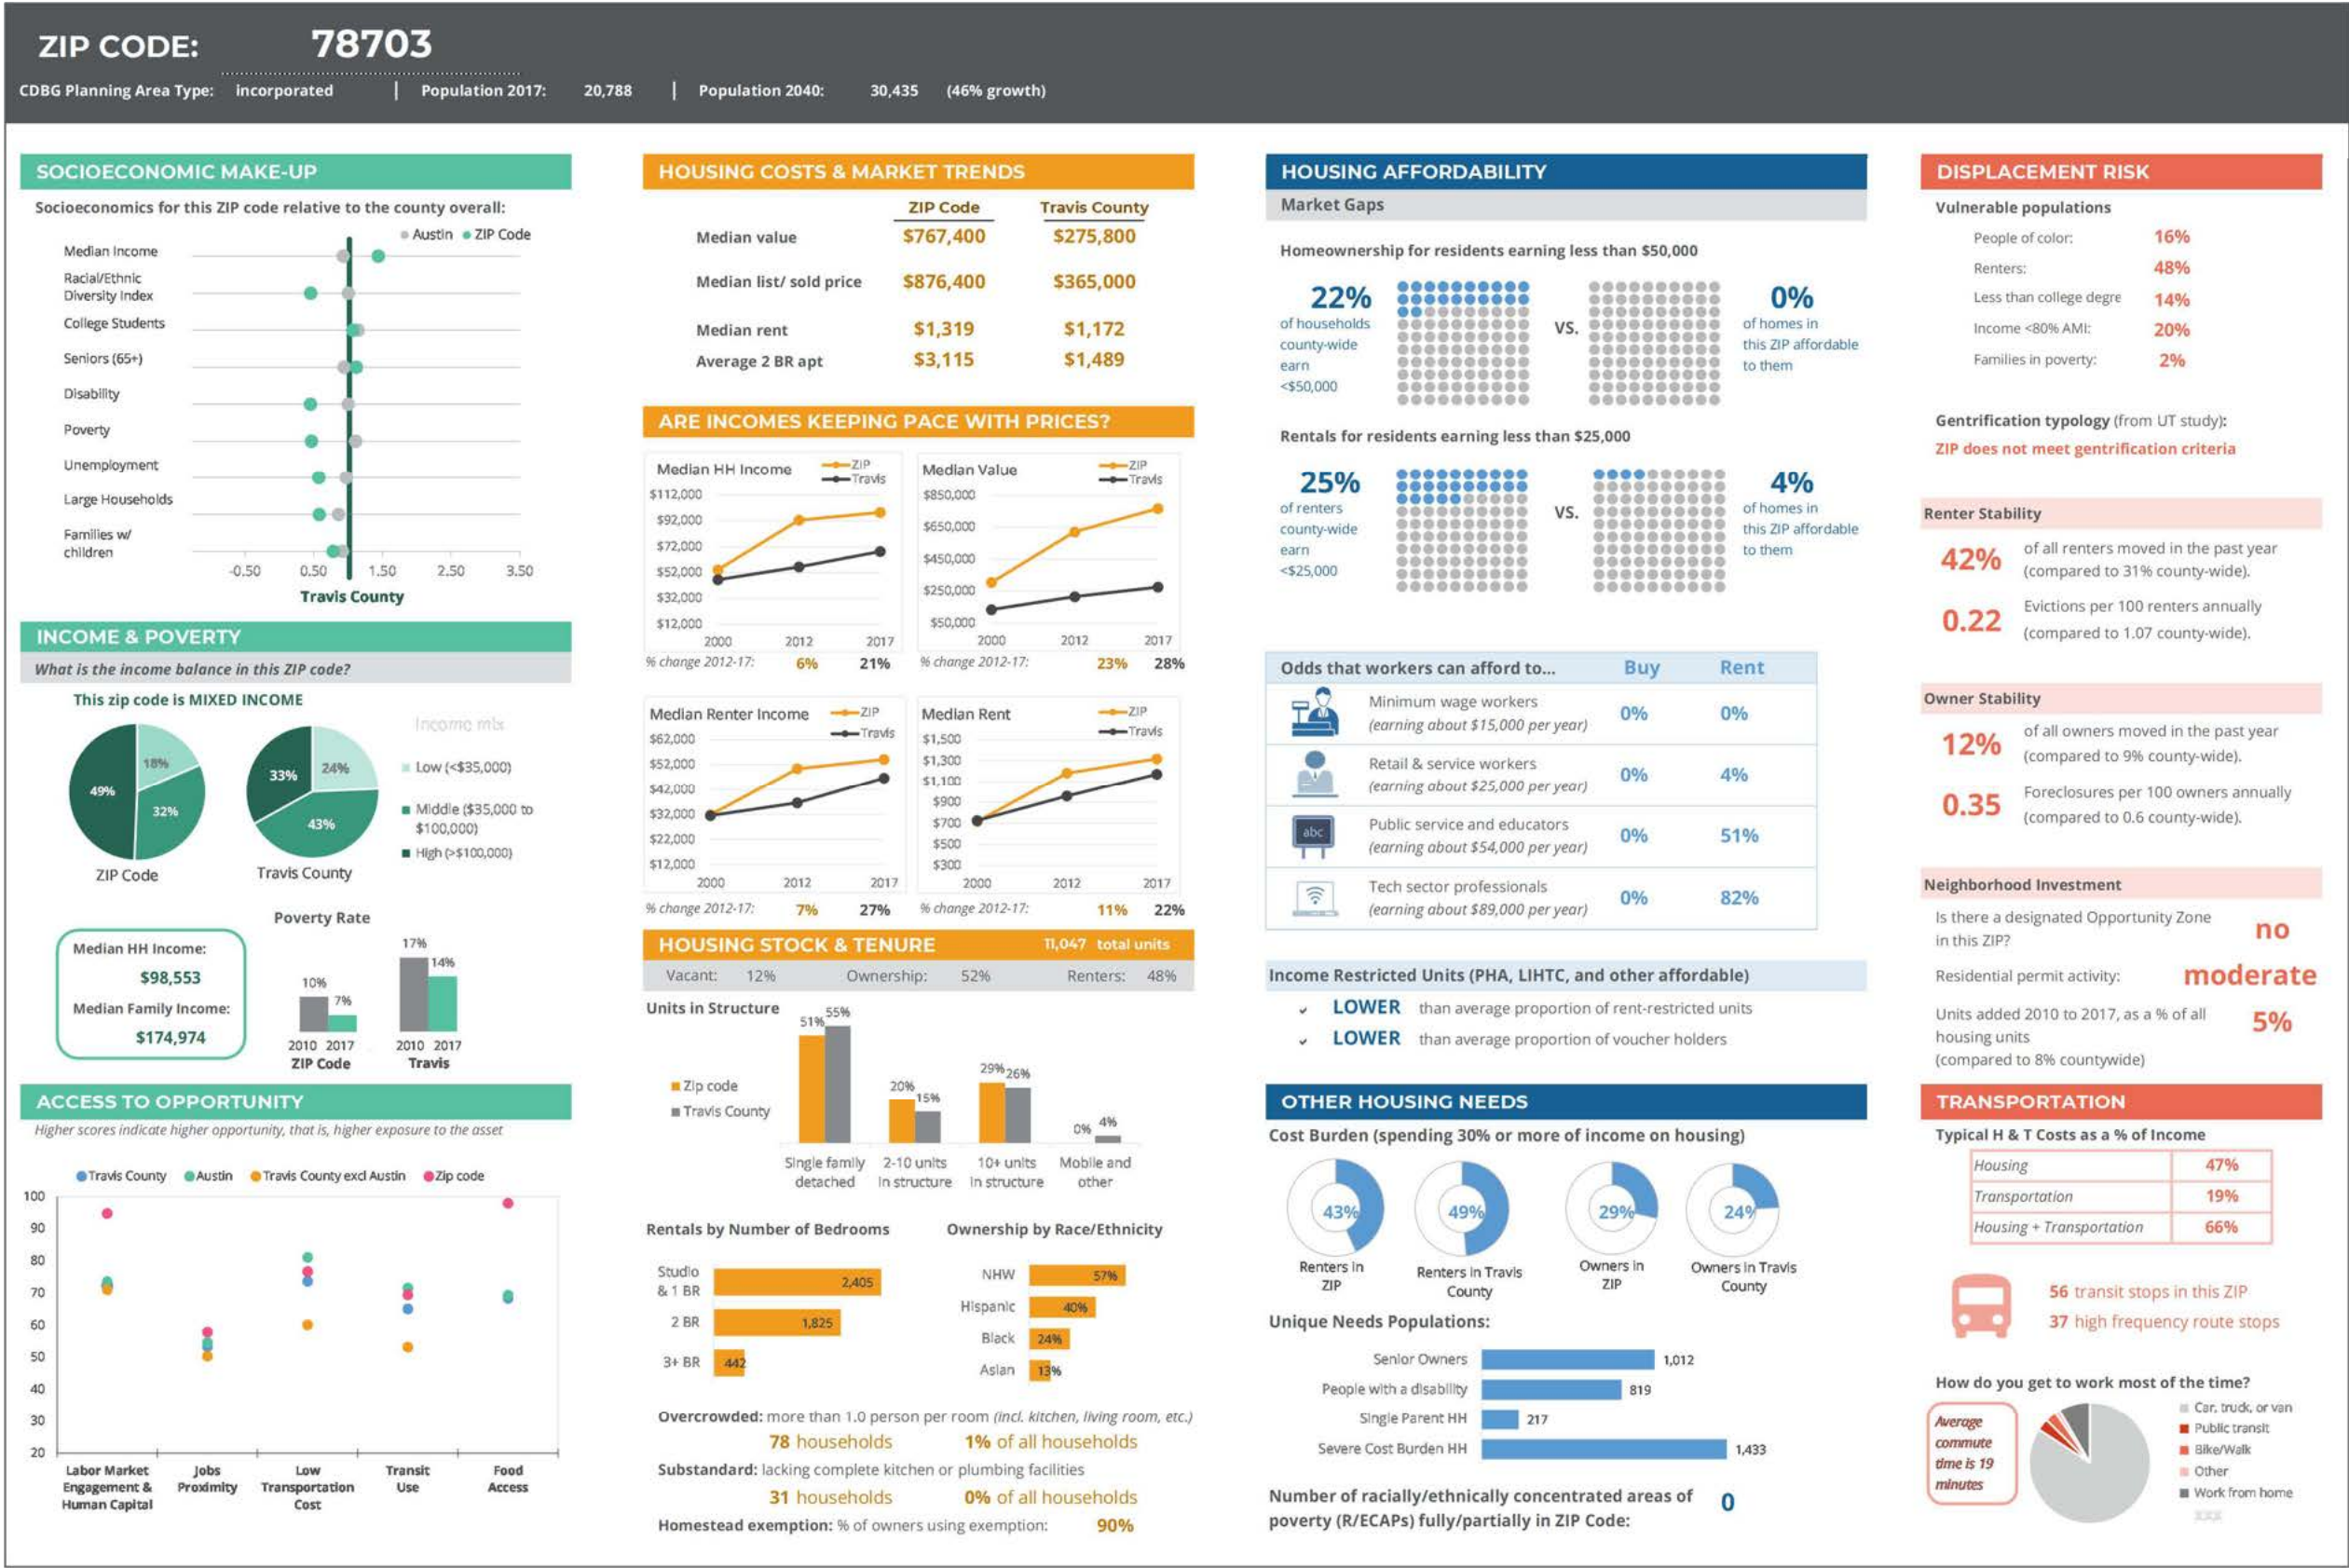 ZIP CODE: 78703
CDBG Planning Area Type: incorporated | Population 2017: 20,788 | Population 2040: 30,435 (46% growth)
SOCIOECONOMIC MAKE-UP
Socioeconomics for this ZIP code relative to the county overall:
Austin ZIP Code
Median Income
Racial/Ethnic
Diversity Index
College Students
Seniors (65+)
Disability
Poverty
Unemployment
Large Households
Families w/
children
-0.50 0.50 1.50 2.50 3.50
Travis County
INCOME & POVERTY
What is the income balance in this ZIP code?
This zip code is MIXED INCOME
Income mix
18%
49%
32%
ZIP Code
33%
24%
43%
Travis County
Low (<$35,000)
Middle ($35,000 to
$100,000)
High (>$100,000)
Median HH Income:
$98,553
Median Family Income:
$174,974
Poverty Rate
10% 7% 17% 14%
2010 2017 2010 2017
ZIP Code Travis
ACCESS TO OPPORTUNITY
Higher scores indicate higher opportunity, that is, higher exposure to the asset
Travis County Austin Travis County excl Austin Zip code
100
90
80
70
60
50
40
30
20
Labor Market
Engagement &
Human Capital
Jobs
Proximity
Low
Transportation
Cost
Transit
Use
Food
Access
HOUSING COSTS & MARKET TRENDS
ZIP Code Travis County
Median value $767,400 $275,800
Median list/ sold price $876,400 $365,000
Median rent $1,319 $1,172
Average 2 BR apt $3,115 $1,489
ARE INCOMES KEEPING PACE WITH PRICES?
Median HH Income
ZIP
Travis
$112,000
$92,000
$72,000
$52,000
$32,000
$12,000
2000 2012 2017
% change 2012-17: 6% 21%
Median Value
ZIP
Travis
$850,000
$650,000
$450,000
$250,000
$50,000
2000 2012 2017
% change 2012-17: 23% 28%
Median Renter Income
ZIP
Travis
$62,000
$52,000
$42,000
$32,000
$22,000
$12,000
2000 2012 2017
% change 2012-17: 7% 27%
Median Rent
ZIP
Travis
$1,500
$1,300
$1,100
$900
$700
$500
$300
2000 2012 2017
% change 2012-17: 11% 22%
HOUSING STOCK & TENURE 11,047 total units
Vacant: 12% Ownership: 52% Renters: 48%
Units in Structure
Zip code
Travis County
51% 55%
20% 15%
29% 26%
0% 4%
Single family
detached
2-10 units
in structure
10+ units
in structure
Mobile and
other
Rentals by Number of Bedrooms
Studio
& 1 BR
2,405
2 BR 1,825
3+ BR 442
Ownership by Race/Ethnicity
NHW 57%
Hispanic 40%
Black 24%
Asian 13%
Overcrowded: more than 1.0 person per room (incl. kitchen, living room, etc.)
78 households 1% of all households
Substandard: lacking complete kitchen or plumbing facilities
31 households 0% of all households
Homestead exemption: % of owners using exemption: 90%
HOUSING AFFORDABILITY
Market Gaps
Homeownership for residents earning less than $50,000
22%
of households
county-wide
earn
<$50,000
VS.
0%
of homes in
this ZIP affordable
to them
Rentals for residents earning less than $25,000
25%
of renters
county-wide
earn
<$25,000
VS.
4%
of homes in
this ZIP affordable
to them
Odds that workers can afford to... Buy Rent
Minimum wage workers
(earning about $15,000 per year)
0% 0%
Retail & service workers
(earning about $25,000 per year)
0% 4%
abc
Public service and educators
(earning about $54,000 per year)
0% 51%
Tech sector professionals
(earning about $89,000 per year)
0% 82%
Income Restricted Units (PHA, LIHTC, and other affordable)
LOWER than average proportion of rent-restricted units
LOWER than average proportion of voucher holders
OTHER HOUSING NEEDS
Cost Burden (spending 30% or more of income on housing)
43% 49% 29% 24%
Renters in
ZIP
Renters in Travis
County
Owners in
ZIP
Owners in Travis
County
Unique Needs Populations:
Senior Owners 1,012
People with a disability 819
Single Parent HH 217
Severe Cost Burden HH 1,433
Number of racially/ethnically concentrated areas of
poverty (R/ECAPs) fully/partially in ZIP Code:
0
DISPLACEMENT RISK
Vulnerable populations
People of color: 16%
Renters: 48%
Less than college degre 14%
Income <80% AMI: 20%
Families in poverty: 2%
Gentrification typology (from UT study):
ZIP does not meet gentrification criteria
Renter Stability
42% of all renters moved in the past year
(compared to 31% county-wide).
0.22 Evictions per 100 renters annually
(compared to 1.07 county-wide).
Owner Stability
12% of all owners moved in the past year
(compared to 9% county-wide).
0.35 Foreclosures per 100 owners annually
(compared to 0.6 county-wide).
Neighborhood Investment
Is there a designated Opportunity Zone
in this ZIP?
no
Residential permit activity: moderate
Units added 2010 to 2017, as a % of all
housing units
(compared to 8% countywide)
5%
TRANSPORTATION
Typical H & T Costs as a % of Income
Housing 47%
Transportation 19%
Housing + Transportation 66%
56 transit stops in this ZIP
37 high frequency route stops
How do you get to work most of the time?
Average
commute
time is 19
minutes
Car, truck, or van
Public transit
Bike/Walk
Other
Work from home
XXX